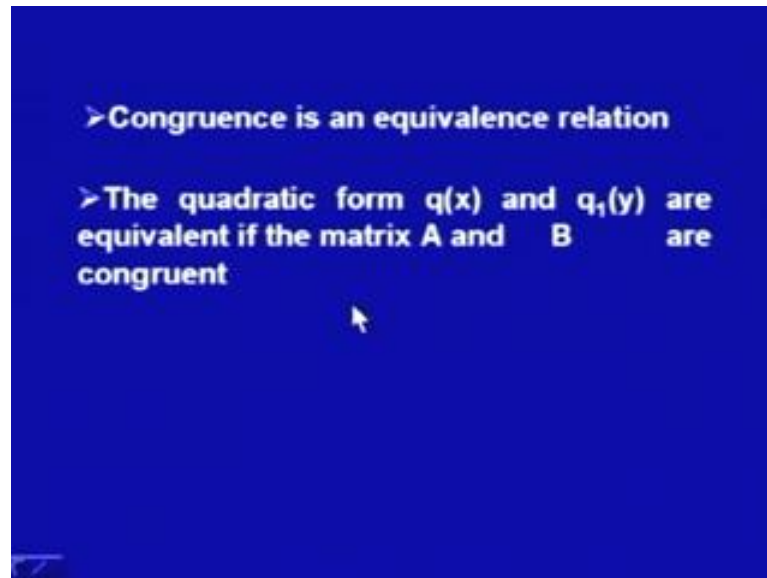 ➢Congruence is an equivalence relation
➢The quadratic form q(x) and q₁(y) are
equivalent if the matrix A and B are
congruent